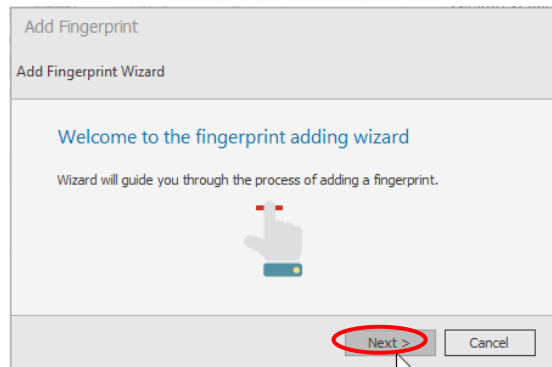 Add Fingerprint
Add Fingerprint Wizard
Welcome to the fingerprint adding wizard
Wizard will guide you through the process of adding a fingerprint.
Next >
Cancel